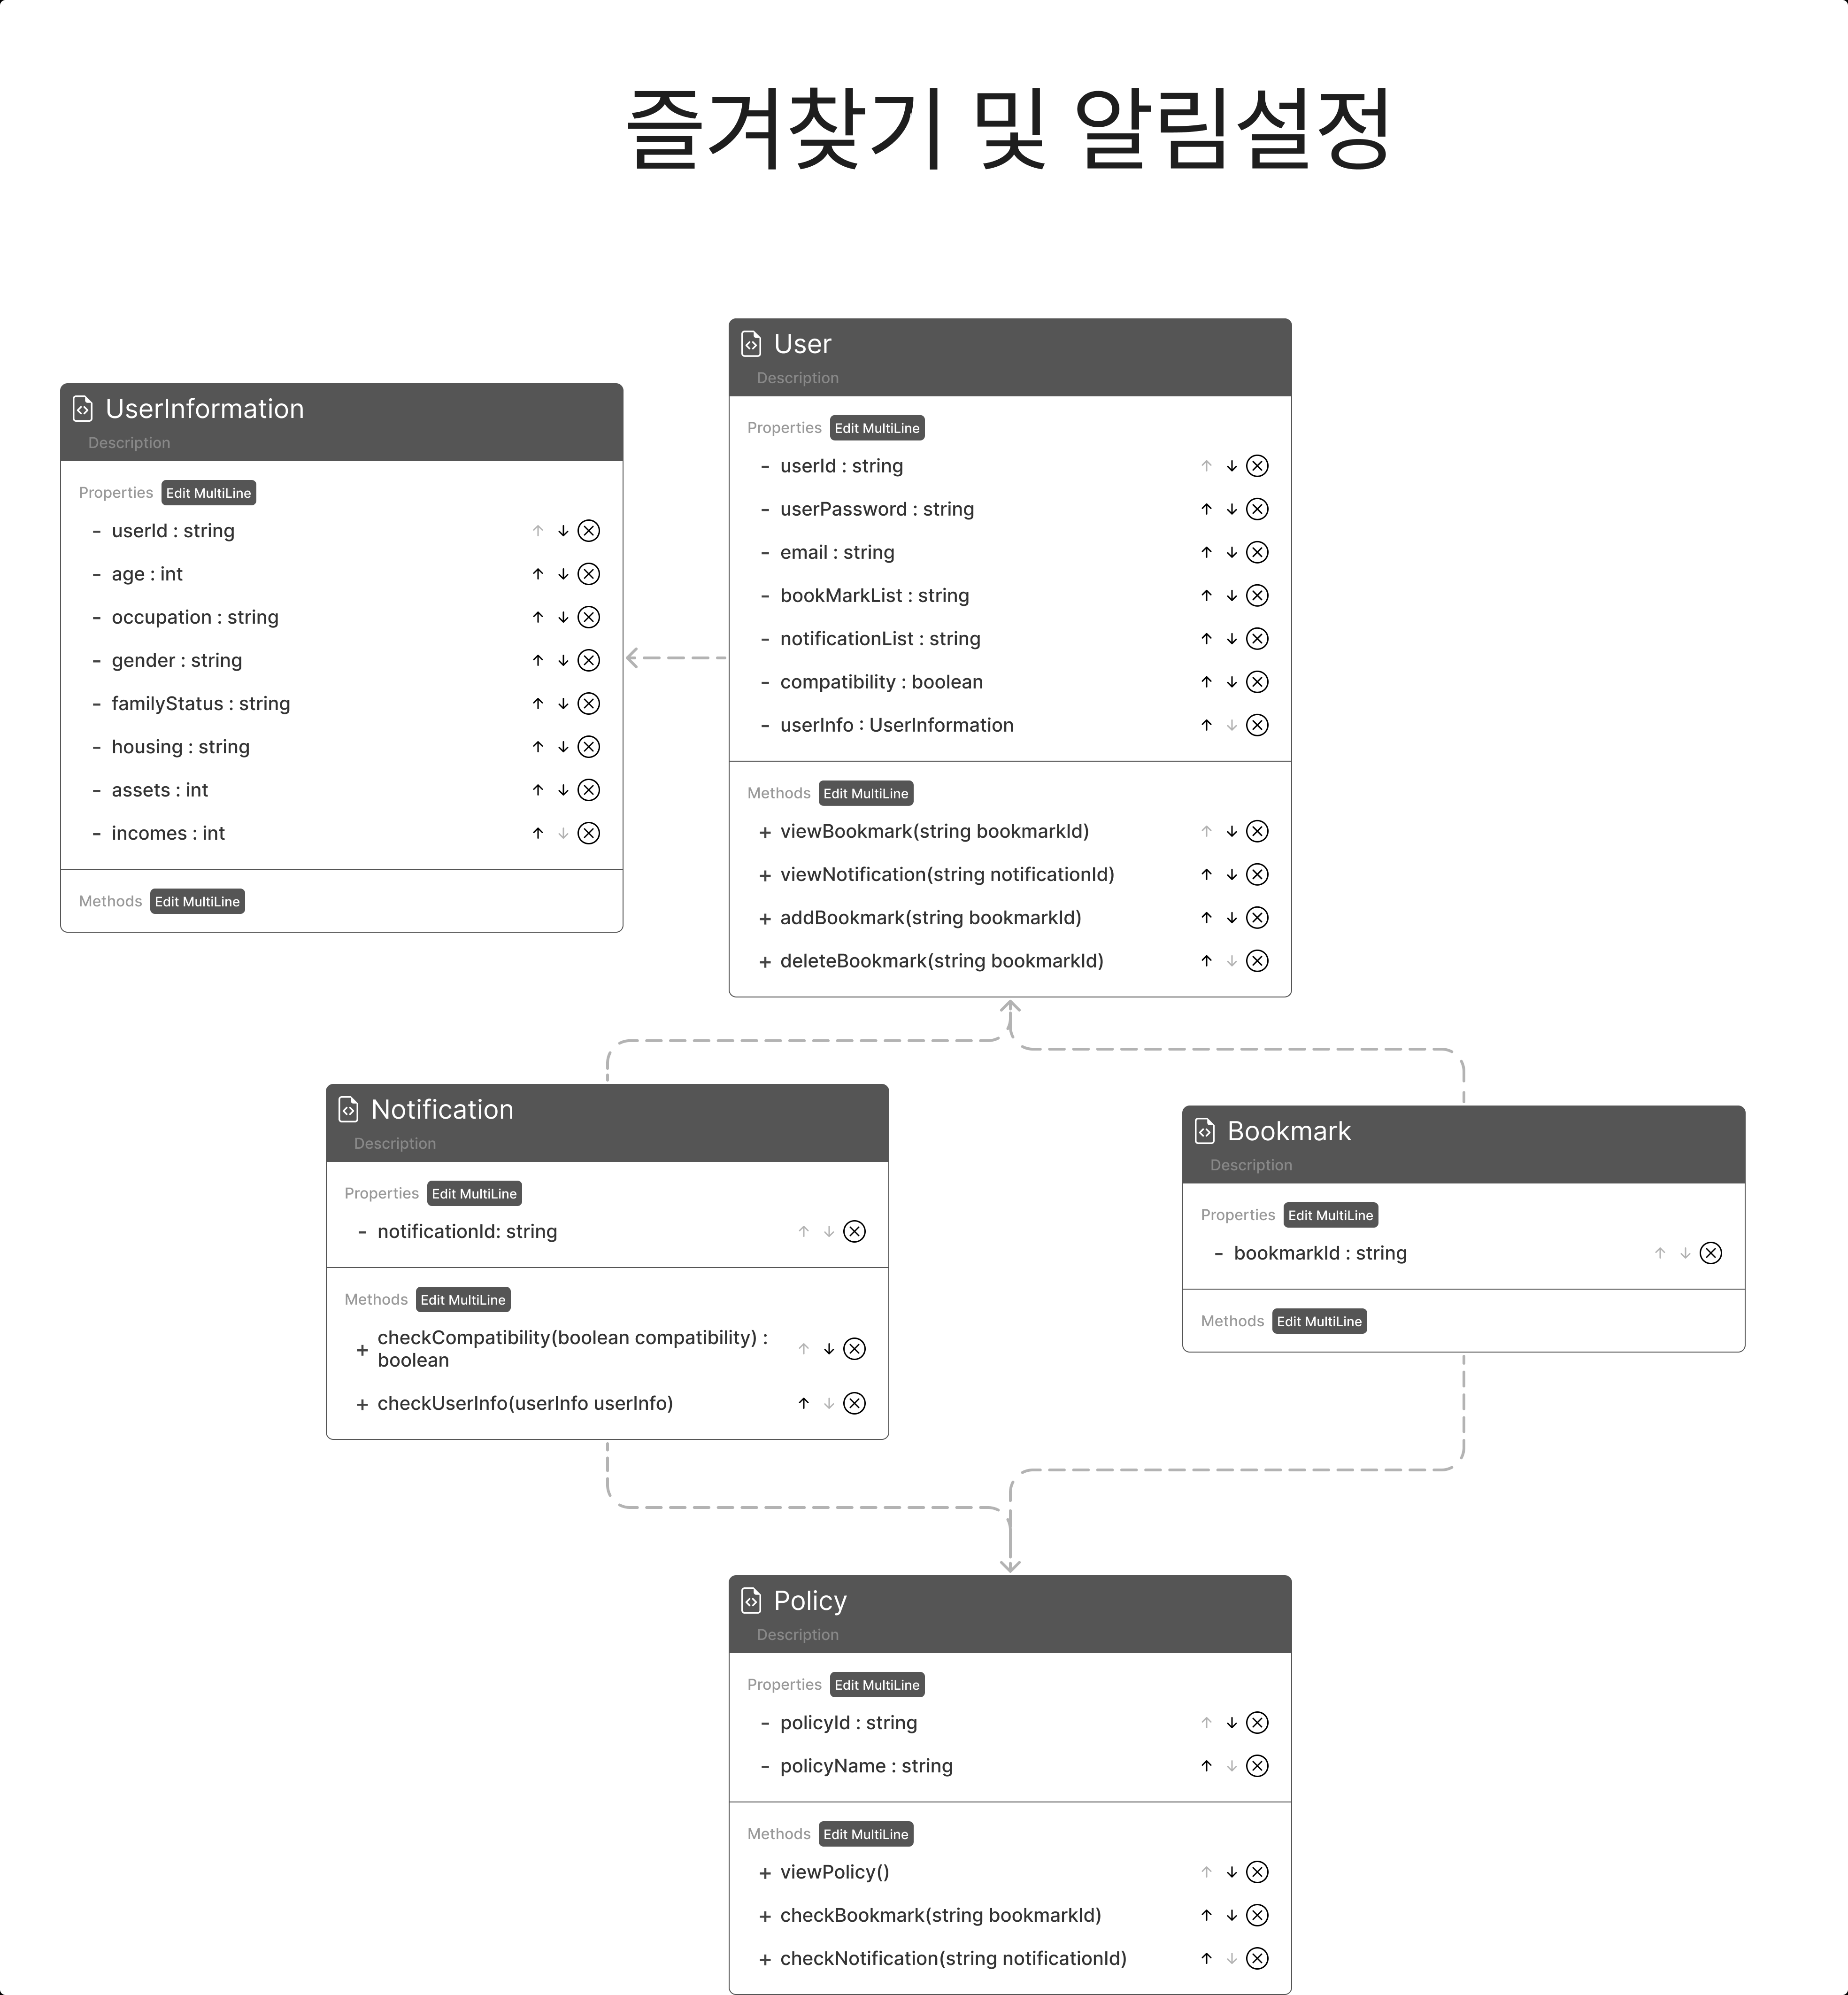 즐겨찾기 및 알림설정
User
Description
Properties Edit MultiLine
- userId : string
- userPassword : string
- email : string
- bookMarkList : string
- notificationList : string
- compatibility : boolean
- userInfo : UserInformation
Methods Edit MultiLine
+ viewBookmark(string bookmarkId)
+ viewNotification(string notificationId)
+ addBookmark(string bookmarkId)
+ deleteBookmark(string bookmarkId)
UserInformation
Description
Properties Edit MultiLine
- userId : string
- age : int
- occupation : string
- gender : string
- familyStatus : string
- housing : string
- assets : int
- incomes : int
Methods Edit MultiLine
Notification
Description
Properties Edit MultiLine
- notificationId: string
Methods Edit MultiLine
+ checkCompatibility(boolean compatibility) :
boolean
+ checkUserInfo(userInfo userInfo)
Bookmark
Description
Properties Edit MultiLine
- bookmarkId : string
Methods Edit MultiLine
Policy
Description
Properties Edit MultiLine
- policyId : string
- policyName : string
Methods Edit MultiLine
+ viewPolicy()
+ checkBookmark(string bookmarkId)
+ checkNotification(string notificationId)